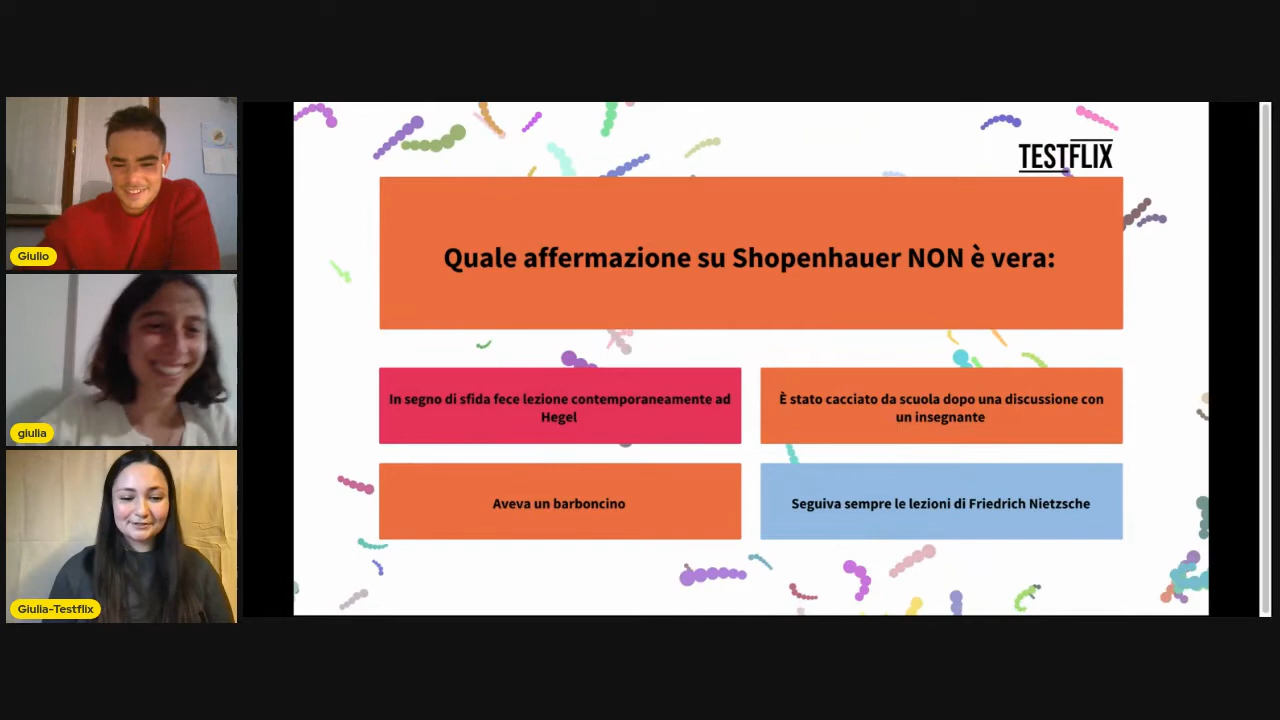 Giulio
giulia
Giulia-Testflix
TESTFLIX
Quale affermazione su Shopenhauer NON è vera:
In segno di sfida fece lezione contemporaneamente ad
Hegel
È stato cacciato da scuola dopo una discussione con
un insegnante
Aveva un barboncino
Seguiva sempre le lezioni di Friedrich Nietzsche